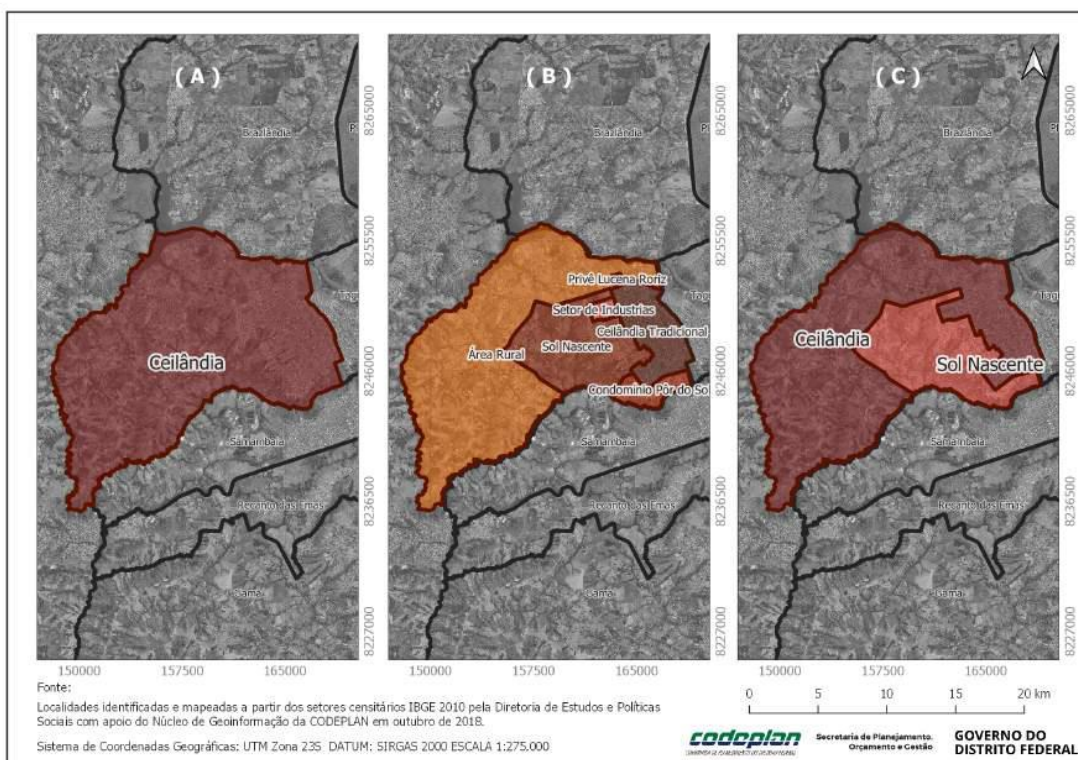 ( A )
Brazlândia
Ceilândia
Samambaia
Recanto das Emas
Gama
150000 157500 165000
8265000
8255500
8246000
8236500
8227000
( B )
Brazlândia
Privê Lucena Roriz
Setor de Industrias
Ceilândia Tradicional
Sol Nascente
Área Rural
Condomínio Pôr do Sol
Samambaia
Recanto das Emas
Gama
150000 157500 165000
8265000
8255500
8246000
8236500
8227000
( C )
Brazlândia
Ceilândia
Sol Nascente
Samambaia
Recanto das Emas
Gama
150000 157500 165000
8265000
8255500
8246000
8236500
8227000
Fonte:
Localidades identificadas e mapeadas a partir dos setores censitários IBGE 2010 pela Diretoria de Estudos e Políticas
Sociais com apoio do Núcleo de Geoinformação da CODEPLAN em outubro de 2018.
Sistema de Coordenadas Geográficas: UTM Zona 23S DATUM: SIRGAS 2000 ESCALA 1:275.000
0 5 10 15 20 km
codeplan
Secretaria de Planejamento,
Orçamento e Gestão
GOVERNO DO
DISTRITO FEDERAL